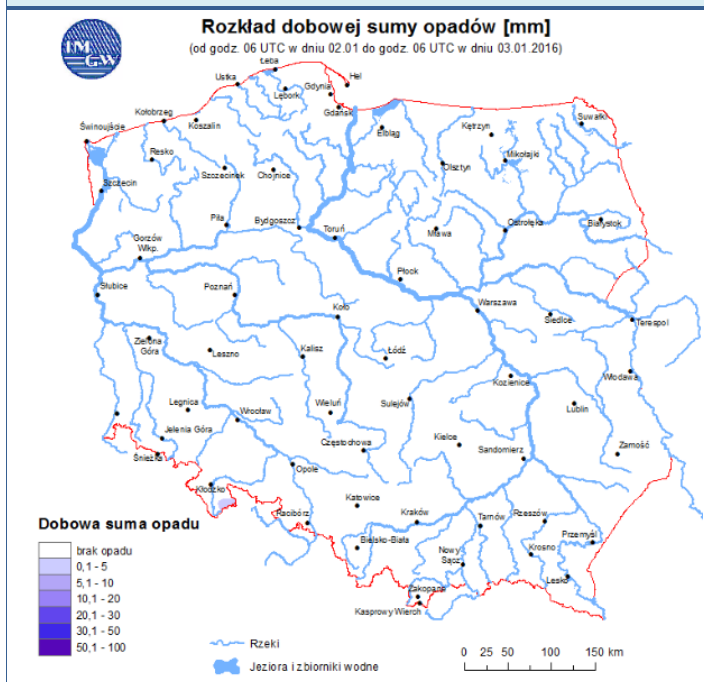 IM
GW
Rozkład dobowej sumy opadów [mm]
(od godz. 06 UTC w dniu 02.01 do godz. 06 UTC w dniu 03.01.2016)
Łeba
Ustka
Hel
Lębork
Gdynia
Gdańsk
Kołobrzeg
Koszalin
Świnoujście
Elbląg
Kętrzyn
Suwałki
Resko
Szczecinek
Chojnice
Olsztyn
Mikołajki
Szczecin
Piła
Bydgoszcz
Toruń
Mława
Ostrołęka
Białystok
Gorzów
Wlkp.
Płock
Słubice
Poznań
Koło
Warszawa
Siedlce
Terespol
Zielona
Góra
Leszno
Kalisz
Łódź
Włodawa
Kozienice
Legnica
Wrocław
Wieluń
Sulejów
Lublin
Jelenia Góra
Śnieżka
Częstochowa
Kielce
Sandomierz
Zamość
Opole
Kłodzko
Katowice
Racibórz
Kraków
Tarnów
Rzeszów
Przemyśl
Bielsko-Biała
Nowy
Sącz
Krosno
Lesko
Zakopane
Kasprowy Wierch
Dobowa suma opadu
brak opadu
0,1 - 5
5,1 - 10
10,1 - 20
20,1 - 30
30,1 - 50
50,1 - 100
Rzeki
Jeziora i zbiorniki wodne
0 25 50 100 150 km